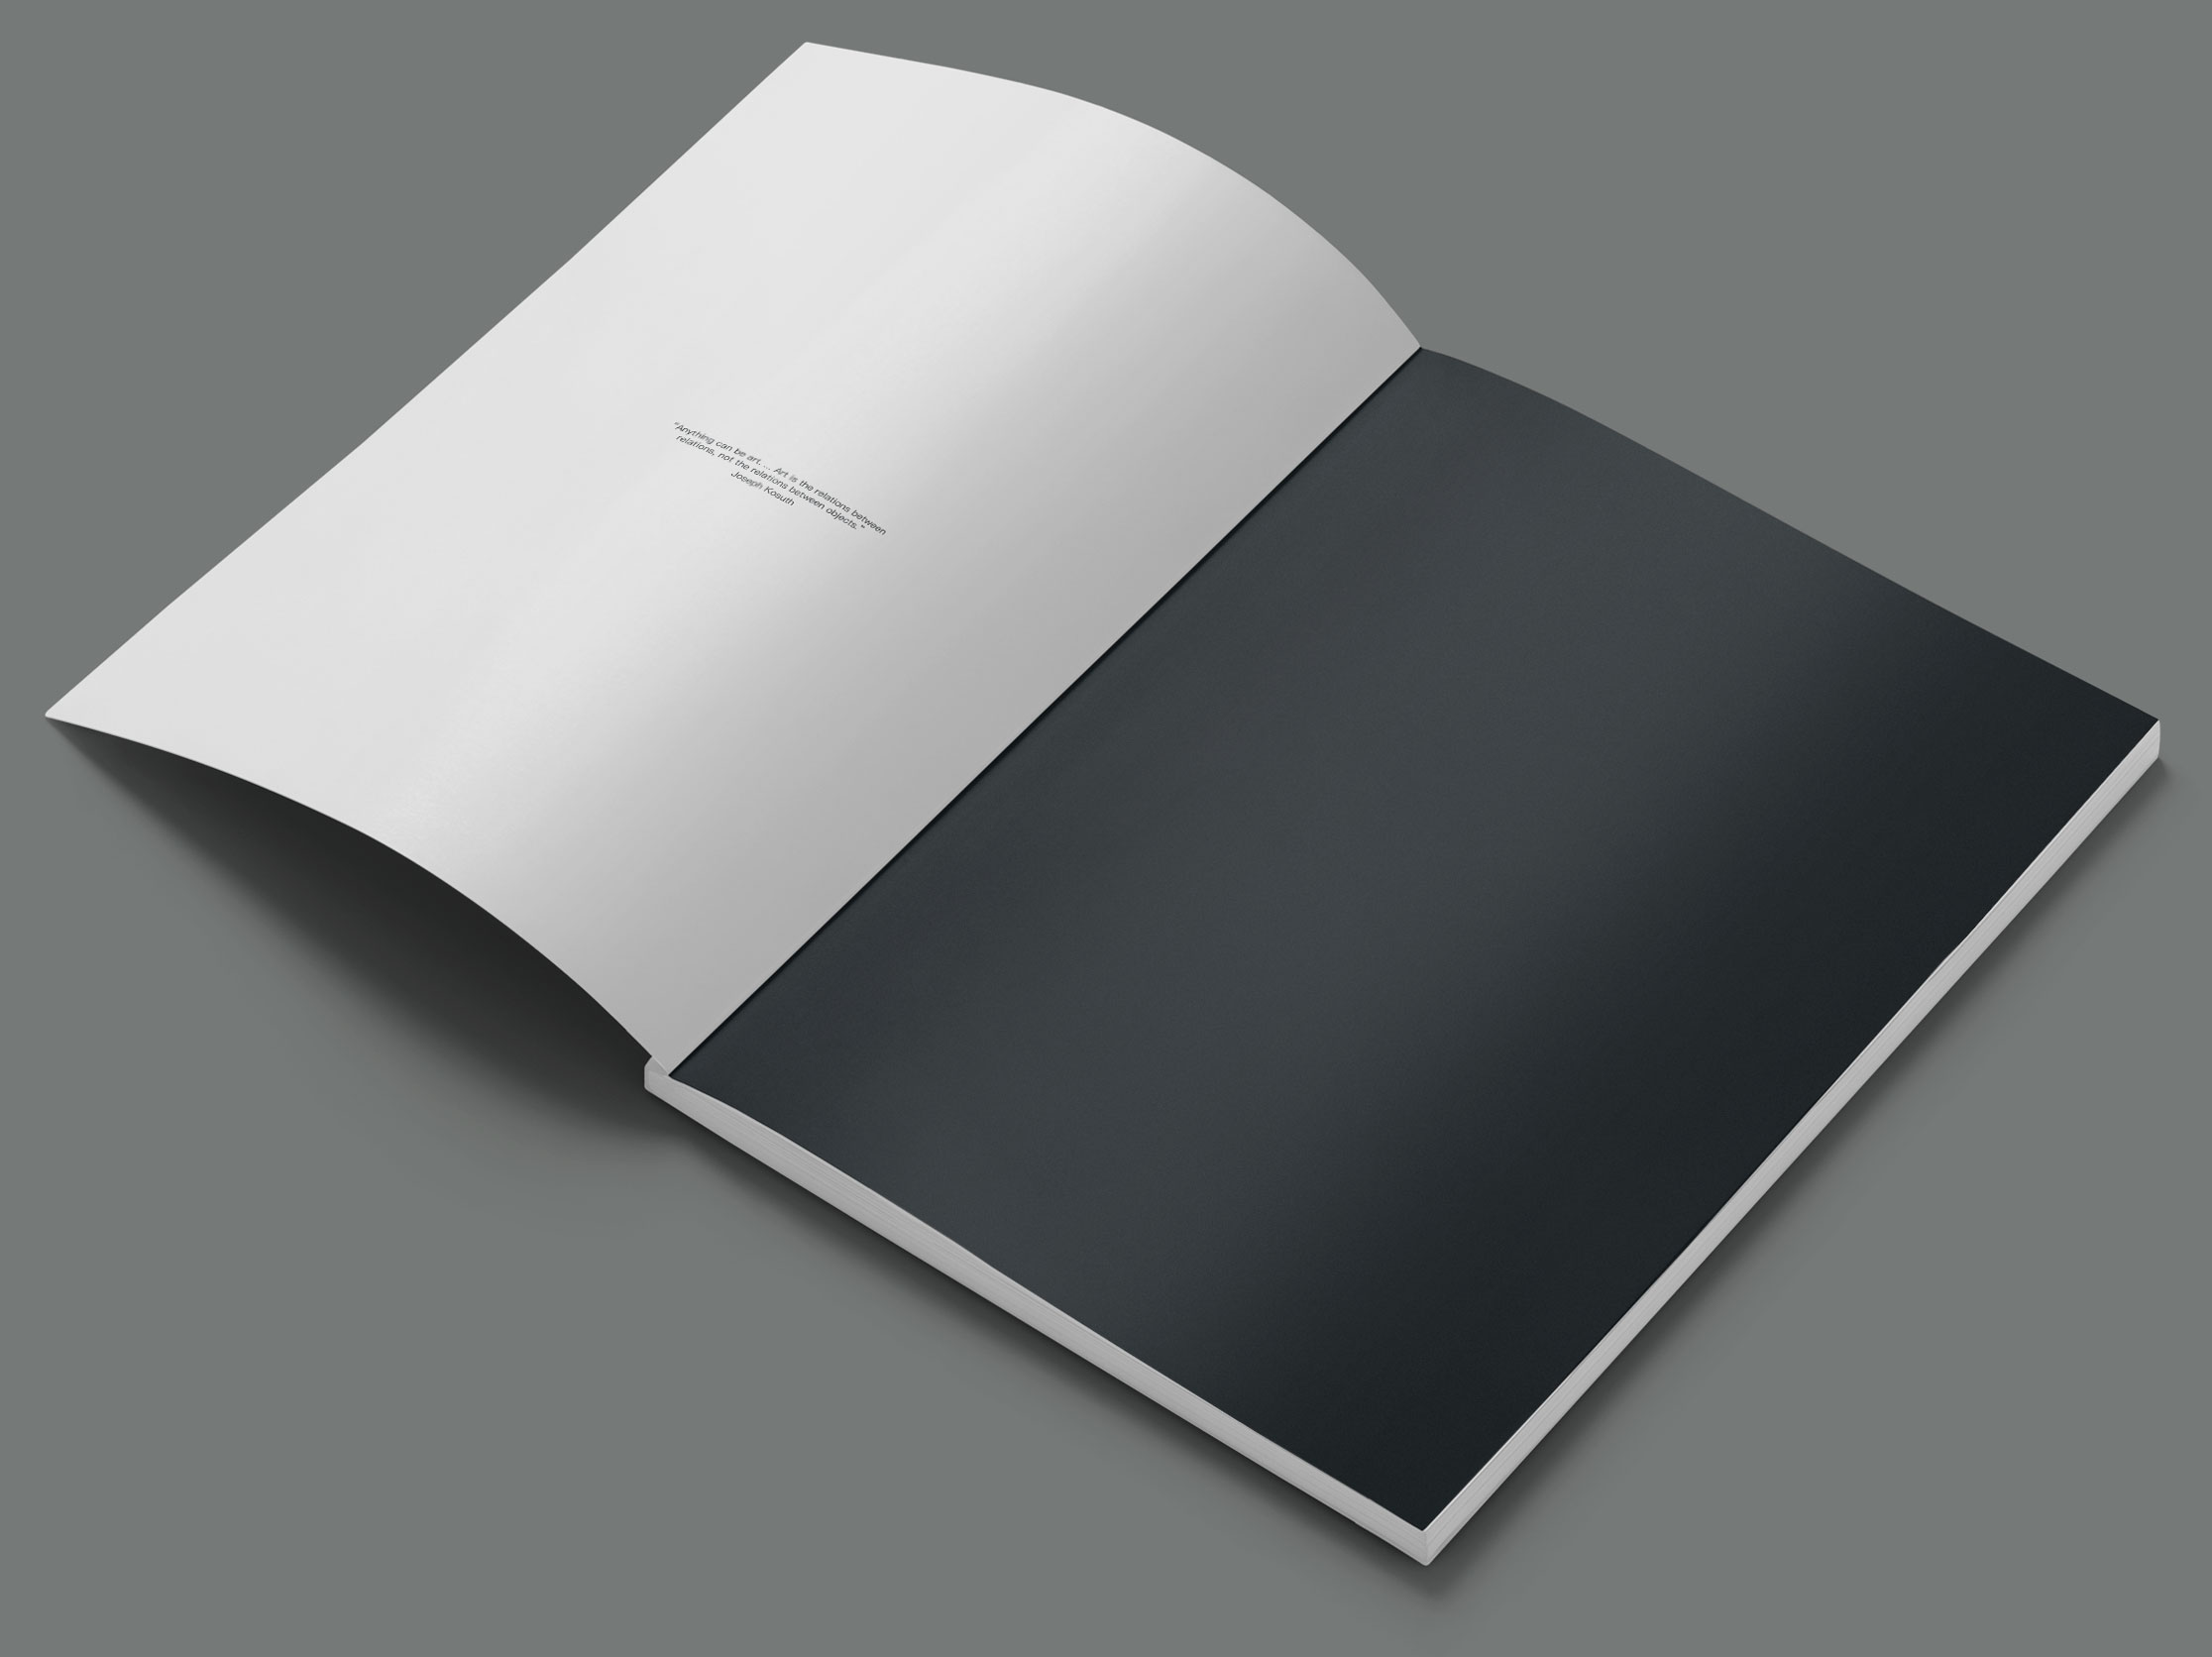 “Anything can be art. ... Art is the relations between
relations, not the relations between objects.”
Joseph Kosuth